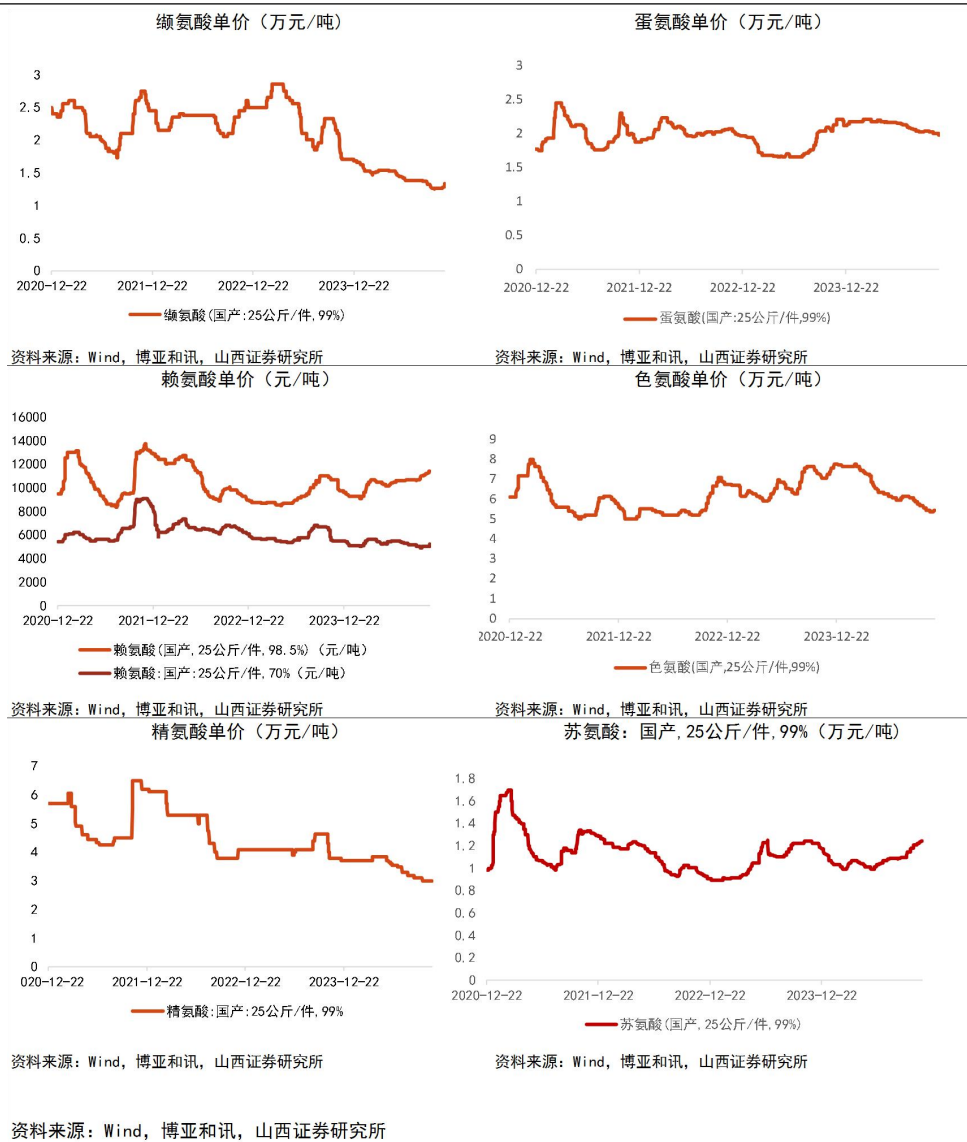 缬氨酸单价（万元/吨）
3
2.5
2
1.5
1
0.5
0
2020-12-22 2021-12-22 2022-12-22 2023-12-22
缬氨酸(国产:25公斤/件,99%)
资料来源：Wind，博亚和讯，山西证券研究所
蛋氨酸单价（万元/吨）
3
2.5
2
1.5
1
0.5
0
2020-12-22 2021-12-22 2022-12-22 2023-12-22
蛋氨酸(国产:25公斤/件,99%)
资料来源：Wind，博亚和讯，山西证券研究所
赖氨酸单价（元/吨）
16000
14000
12000
10000
8000
6000
4000
2000
0
2020-12-22 2021-12-22 2022-12-22 2023-12-22
赖氨酸(国产,25公斤/件,98.5%)（元/吨）
赖氨酸:国产:25公斤/件,70%（元/吨）
资料来源：Wind，博亚和讯，山西证券研究所
色氨酸单价（万元/吨）
9
8
7
6
5
4
3
2
1
0
2020-12-22 2021-12-22 2022-12-22 2023-12-22
色氨酸(国产,25公斤/件,99%)
资料来源：Wind，博亚和讯，山西证券研究所
精氨酸单价（万元/吨）
7
6
5
4
3
2
1
0
020-12-22 2021-12-22 2022-12-22 2023-12-22
精氨酸:国产:25公斤/件,99%
资料来源：Wind，博亚和讯，山西证券研究所
苏氨酸：国产,25公斤/件,99%（万元/吨）
1.8
1.6
1.4
1.2
1
0.8
0.6
0.4
0.2
0
2020-12-22 2021-12-22 2022-12-22 2023-12-22
苏氨酸(国产,25公斤/件,99%)
资料来源：Wind，博亚和讯，山西证券研究所
资料来源：Wind，博亚和讯，山西证券研究所